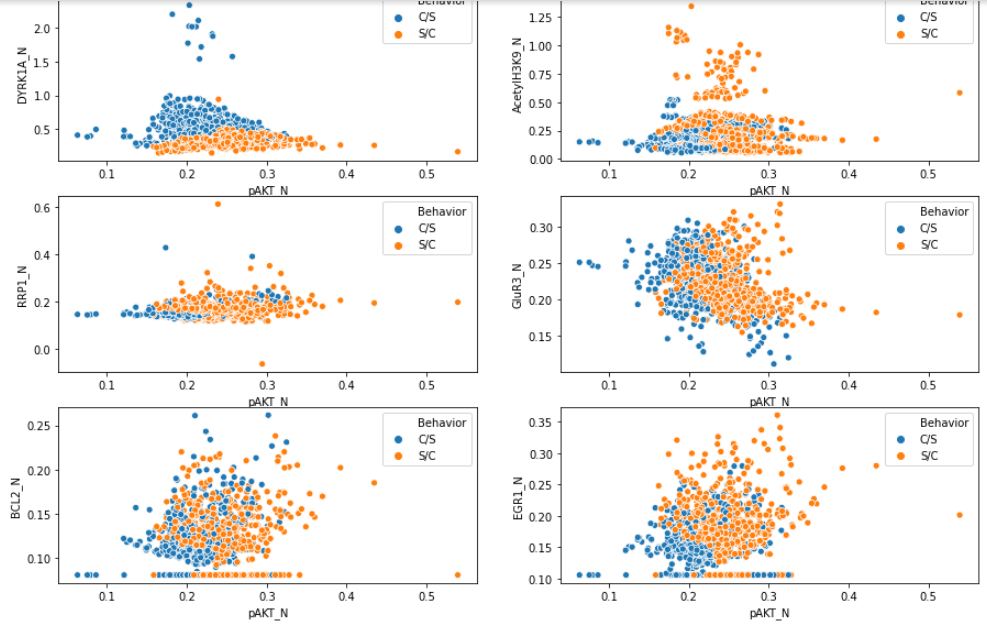 Behavior
C/S
S/C
2.0
1.5
1.0
0.5
DYRK1A_N
0.1 0.2 0.3 0.4 0.5
pAKT_N
Behavior
C/S
S/C
1.25
1.00
0.75
0.50
0.25
0.00
AcetylH3K9_N
0.1 0.2 0.3 0.4 0.5
pAKT_N
Behavior
C/S
S/C
0.6
0.4
0.2
0.0
RRP1_N
0.1 0.2 0.3 0.4 0.5
pAKT_N
Behavior
C/S
S/C
0.30
0.25
0.20
0.15
GluR3_N
0.1 0.2 0.3 0.4 0.5
pAKT_N
Behavior
C/S
S/C
0.25
0.20
0.15
0.10
BCL2_N
0.1 0.2 0.3 0.4 0.5
pAKT_N
Behavior
C/S
S/C
0.35
0.30
0.25
0.20
0.15
0.10
EGR1_N
0.1 0.2 0.3 0.4 0.5
pAKT_N